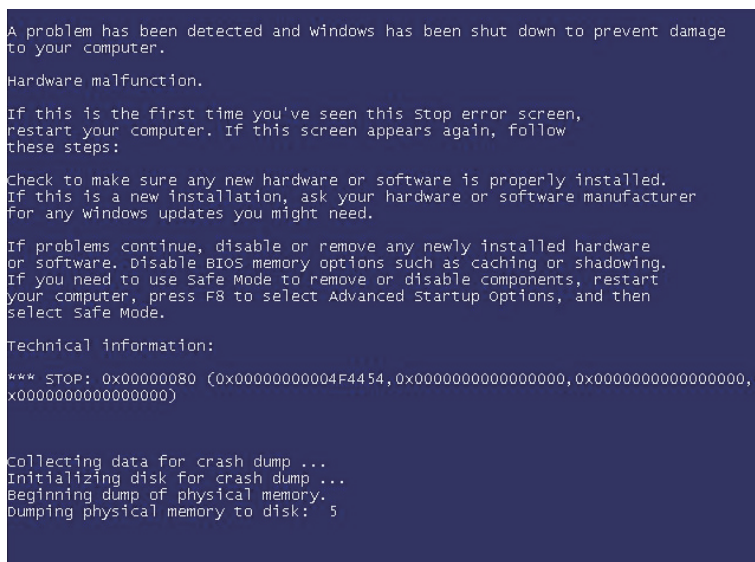 A problem has been detected and Windows has been shut down to prevent damage
to your computer.
Hardware malfunction.
If this is the first time you've seen this Stop error screen,
restart your computer. If this screen appears again, follow
these steps:
Check to make sure any new hardware or software is properly installed.
If this is a new installation, ask your hardware or software manufacturer
for any Windows updates you might need.
If problems continue, disable or remove any newly installed hardware
or software. Disable BIOS memory options such as caching or shadowing.
If you need to use Safe Mode to remove or disable components, restart
your computer, press F8 to select Advanced Startup Options, and then
select Safe Mode.
Technical information:
*** STOP: 0x00000080 (0x00000000004F4454,0x0000000000000000,0x0000000000000000,
x0000000000000000)
Collecting data for crash dump ...
Initializing disk for crash dump ...
Beginning dump of physical memory.
Dumping physical memory to disk:  5